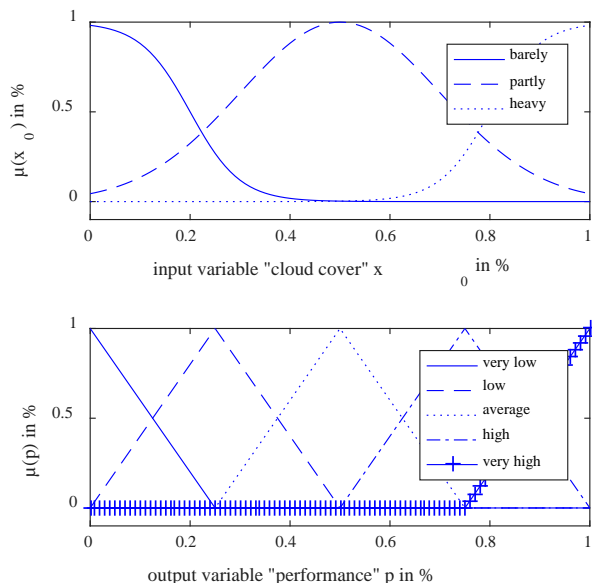 1
0.5
0
μ(x
0
) in %
barely
partly
heavy
0 0.2 0.4 0.6 0.8 1
input variable "cloud cover" x
0
in %
1
0.5
0
μ(p) in %
very low
low
average
high
very high
0 0.2 0.4 0.6 0.8 1
output variable "performance" p in %